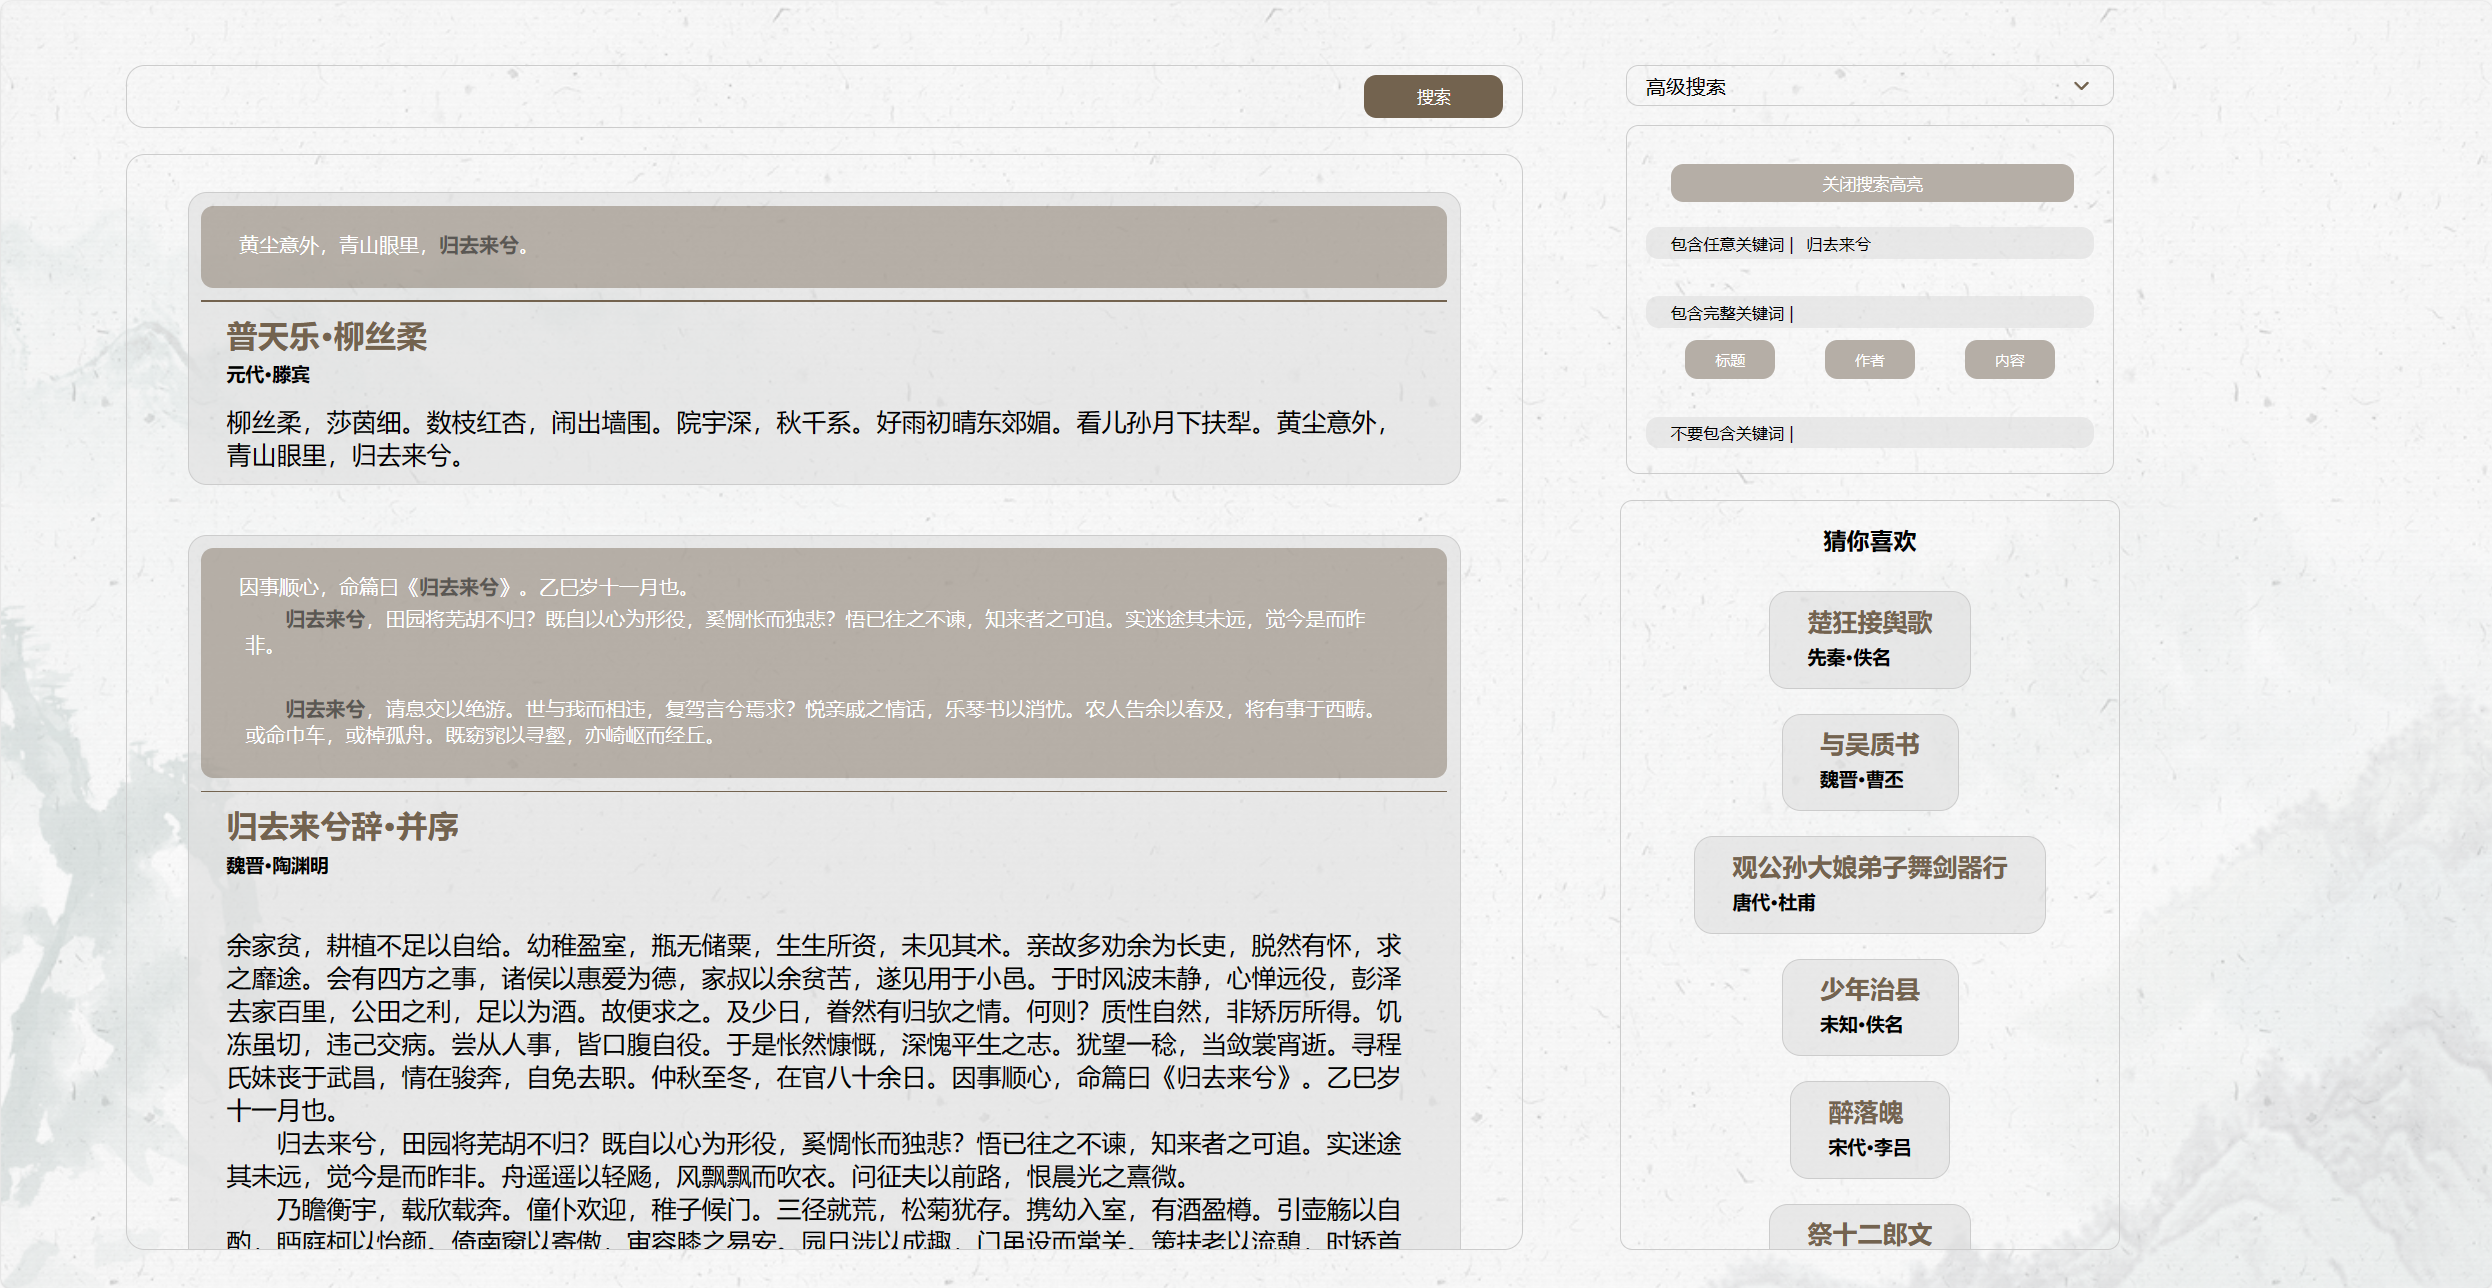 搜索
黄尘意外，青山眼里，归去来兮。
普天乐·柳丝柔
元代·滕宾
柳丝柔，莎茵细。数枝红杏，闹出墙围。院宇深，秋千系。好雨初晴东郊媚。看儿孙月下扶犁。黄尘意外，
青山眼里，归去来兮。
因事顺心，命篇曰《归去来兮》。乙巳岁十一月也。
归去来兮，田园将芜胡不归？既自以心为形役，奚惆怅而独悲？悟已往之不谏，知来者之可追。实迷途其未远，觉今是而昨
非。
归去来兮，请息交以绝游。世与我而相违，复驾言兮焉求？悦亲戚之情话，乐琴书以消忧。农人告余以春及，将有事于西畴。
或命巾车，或棹孤舟。既窈窕以寻壑，亦崎岖而经丘。
归去来兮辞·并序
魏晋·陶渊明
余家贫，耕植不足以自给。幼稚盈室，瓶无储粟，生生所资，未见其术。亲故多劝余为长吏，脱然有怀，求
之靡途。会有四方之事，诸侯以惠爱为德，家叔以余贫苦，遂见用于小邑。于时风波未静，心惮远役，彭泽
去家百里，公田之利，足以为酒。故便求之。及少日，眷然有归欤之情。何则？质性自然，非矫厉所得。饥
冻虽切，违己交病。尝从人事，皆口腹自役。于是怅然慷慨，深愧平生之志。犹望一稔，当敛裳宵逝。寻程
氏妹丧于武昌，情在骏奔，自免去职。仲秋至冬，在官八十余日。因事顺心，命篇曰《归去来兮》。乙巳岁
十一月也。
归去来兮，田园将芜胡不归？既自以心为形役，奚惆怅而独悲？悟已往之不谏，知来者之可追。实迷途
其未远，觉今是而昨非。舟遥遥以轻飏，风飘飘而吹衣。问征夫以前路，恨晨光之熹微。
乃瞻衡宇，载欣载奔。僮仆欢迎，稚子候门。三径就荒，松菊犹存。携幼入室，有酒盈樽。引壶觞以自
酌，眄庭柯以怡颜。倚南窗以寄傲，审容膝之易安。园日涉以成趣，门虽设而常关。策扶老以流憩，时矫首
高级搜索
关闭搜索高亮
包含任意关键词 | 归去来兮
包含完整关键词 |
标题 作者 内容
不要包含关键词 |
猜你喜欢
楚狂接舆歌
先秦·佚名
与吴质书
魏晋·曹丕
观公孙大娘弟子舞剑器行
唐代·杜甫
少年治县
未知·佚名
醉落魄
宋代·李吕
祭十二郎文